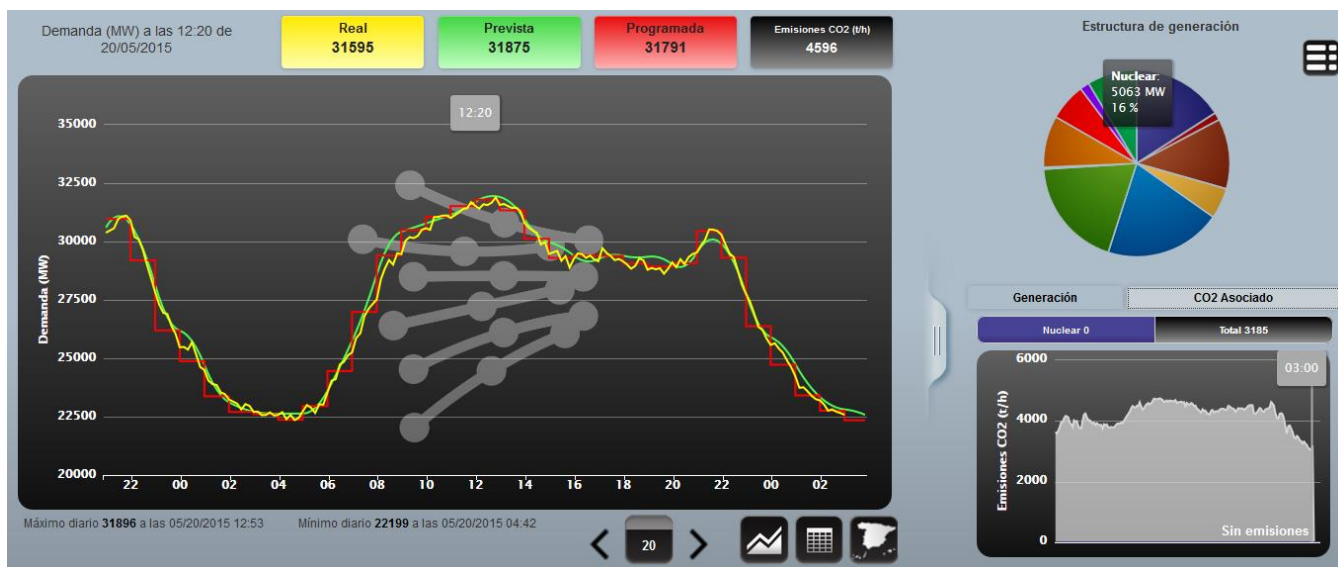 Demanda (MW) a las 12:20 de
20/05/2015
Real
31595
Prevista
31875
Programada
31791
Emisiones CO2 (t/h)
4596
12:20
Demanda (MW)
35000
32500
30000
27500
25000
22500
20000
22 00 02 04 06 08 10 12 14 16 18 20 22 00 02
Máximo diario 31896 a las 05/20/2015 12:53 Mínimo diario 22199 a las 05/20/2015 04:42
20
Estructura de generación
Nuclear:
5063 MW
16 %
Generación CO2 Asociado
Nuclear 0 Total 3185
03:00
Emisiones CO2 (t/h)
6000
4000
2000
0
Sin emisiones